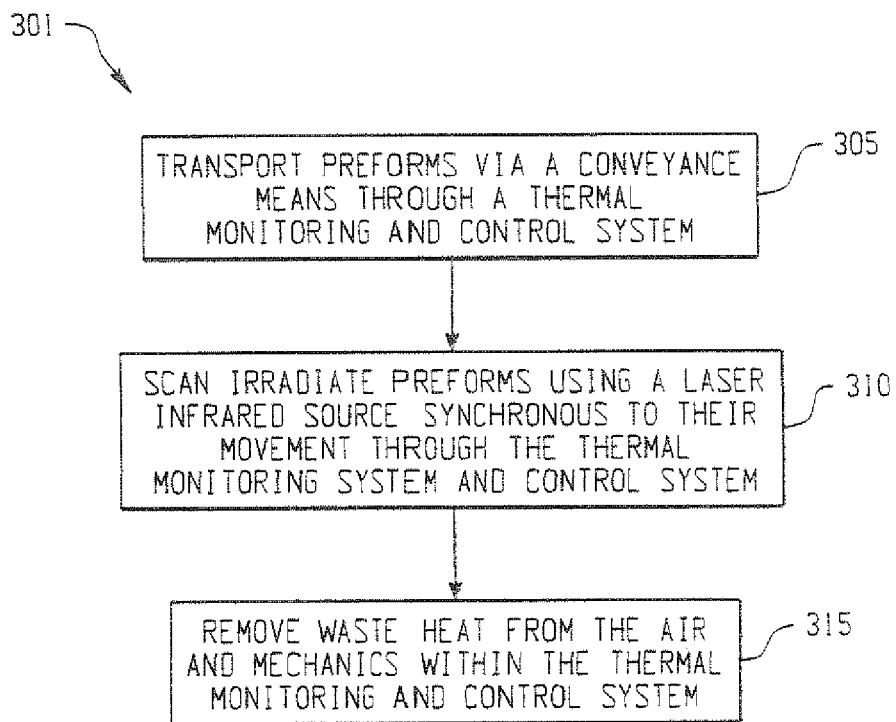 301
TRANSPORT PREFORMS VIA A CONVEYANCE
MEANS THROUGH A THERMAL
MONITORING AND CONTROL SYSTEM
305
SCAN IRRADIATE PREFORMS USING A LASER
INFRARED SOURCE SYNCHRONOUS TO THEIR
MOVEMENT THROUGH THE THERMAL
MONITORING SYSTEM AND CONTROL SYSTEM
310
REMOVE WASTE HEAT FROM THE AIR
AND MECHANICS WITHIN THE THERMAL
MONITORING AND CONTROL SYSTEM
315